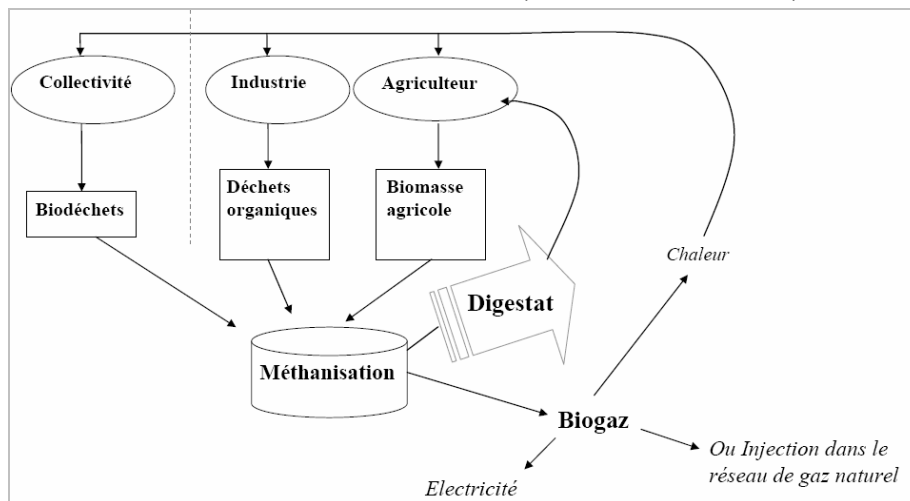 Collectivité
Industrie
Agriculteur
Biodéchets
Déchets
organiques
Biomasse
agricole
Chaleur
Digestat
Méthanisation
Biogaz
Ou Injection dans le
réseau de gaz naturel
Electricité